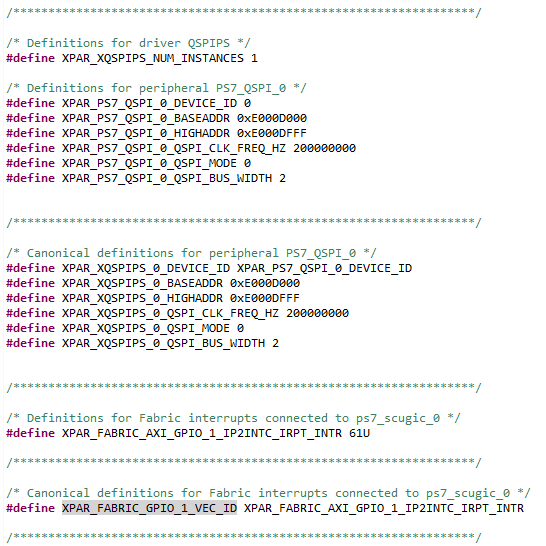 /******************************************************************/
/* Definitions for driver QSPIPS */
#define XPAR_XQSPIPS_NUM_INSTANCES 1
/* Definitions for peripheral PS7_QSPI_0 */
#define XPAR_PS7_QSPI_0_DEVICE_ID 0
#define XPAR_PS7_QSPI_0_BASEADDR 0xE000D000
#define XPAR_PS7_QSPI_0_HIGHADDR 0xE000DFFF
#define XPAR_PS7_QSPI_0_QSPI_CLK_FREQ_HZ 200000000
#define XPAR_PS7_QSPI_0_QSPI_MODE 0
#define XPAR_PS7_QSPI_0_QSPI_BUS_WIDTH 2
/******************************************************************/
/* Canonical definitions for peripheral PS7_QSPI_0 */
#define XPAR_XQSPIPS_0_DEVICE_ID XPAR_PS7_QSPI_0_DEVICE_ID
#define XPAR_XQSPIPS_0_BASEADDR 0xE000D000
#define XPAR_XQSPIPS_0_HIGHADDR 0xE000DFFF
#define XPAR_XQSPIPS_0_QSPI_CLK_FREQ_HZ 200000000
#define XPAR_XQSPIPS_0_QSPI_MODE 0
#define XPAR_XQSPIPS_0_QSPI_BUS_WIDTH 2
/******************************************************************/
/* Definitions for Fabric interrupts connected to ps7_scugic_0 */
#define XPAR_FABRIC_AXI_GPIO_1_IP2INTC_IRPT_INTR 61U
/******************************************************************/
/* Canonical definitions for Fabric interrupts connected to ps7_scugic_0 */
#define XPAR_FABRIC_GPIO_1_VEC_ID XPAR_FABRIC_AXI_GPIO_1_IP2INTC_IRPT_INTR
/******************************************************************/